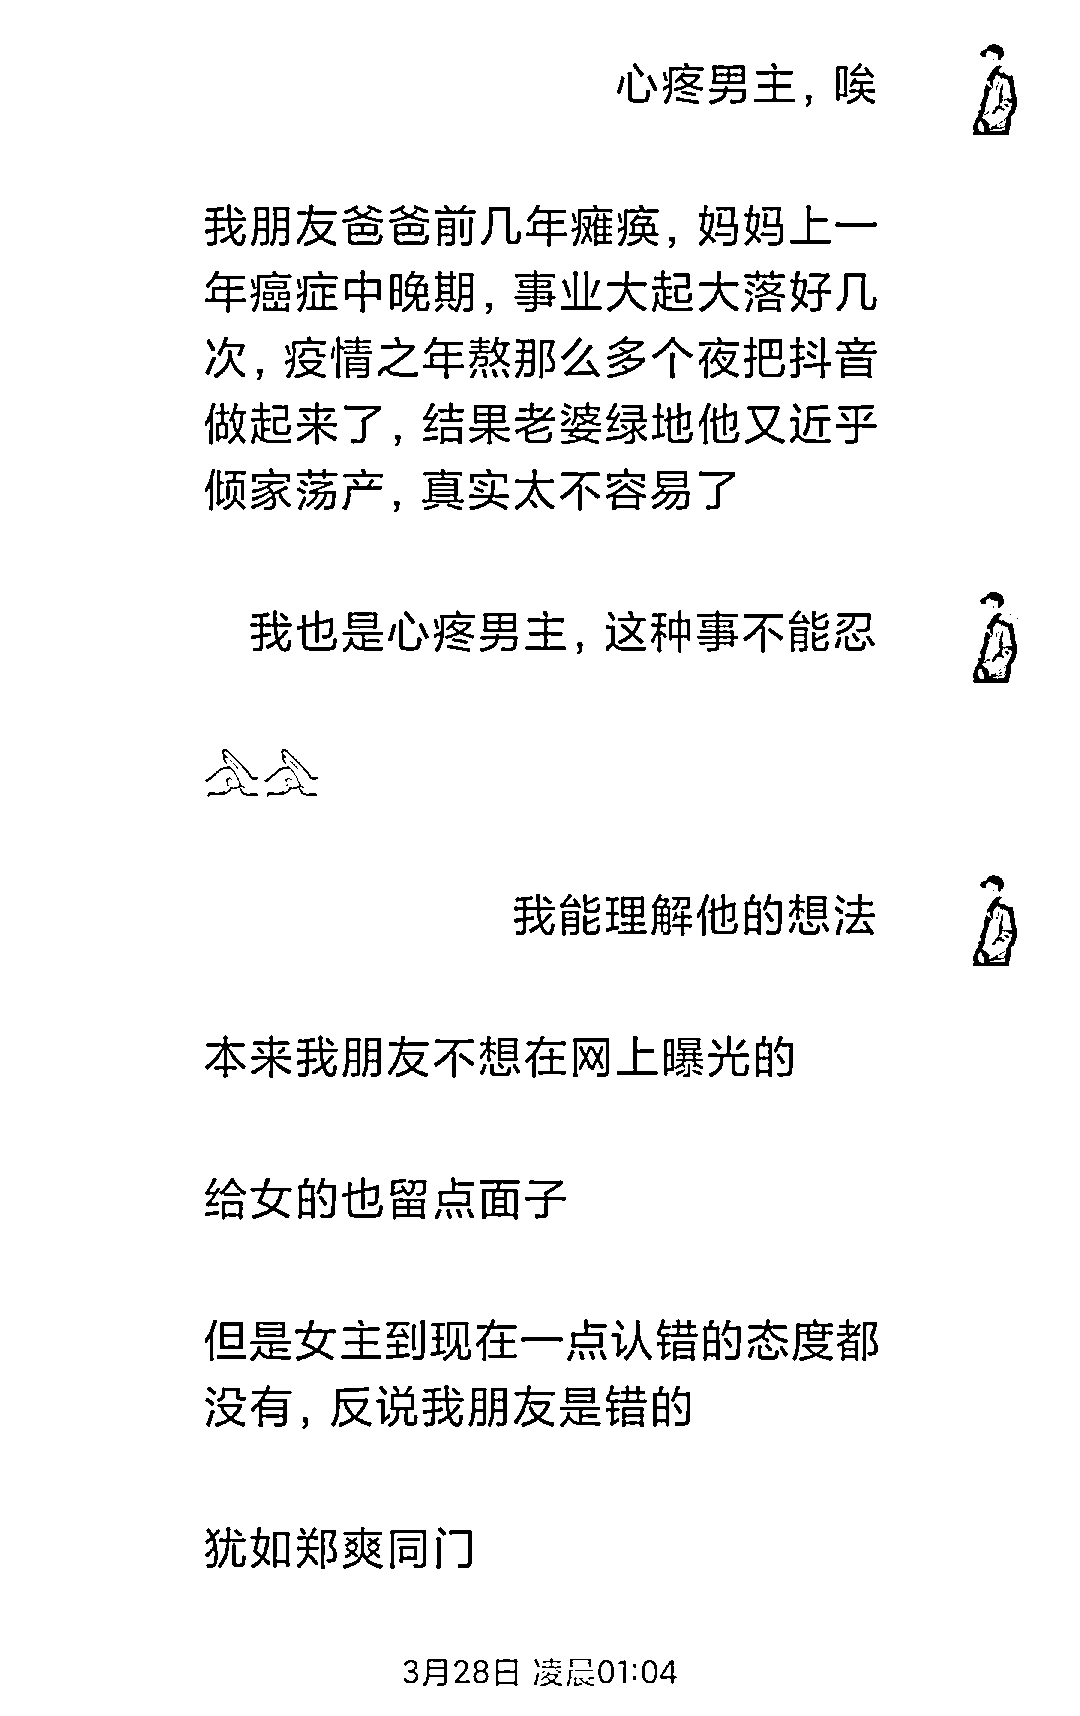 心疼男主，唉
我朋友爸爸前几年瘫痪，妈妈上一
年癌症中晚期，事业大起大落好几
次，疫情之年熬那么多个夜把抖音
做起来了，结果老婆绿地他又近乎
倾家荡产，真实太不容易了
我也是心疼男主，这种事不能忍
我能理解他的想法
本来我朋友不想在网上曝光的
给女的也留点面子
但是女主到现在一点认错的态度都
没有，反说我朋友是错的
犹如郑爽同门
3月28日 凌晨01:04